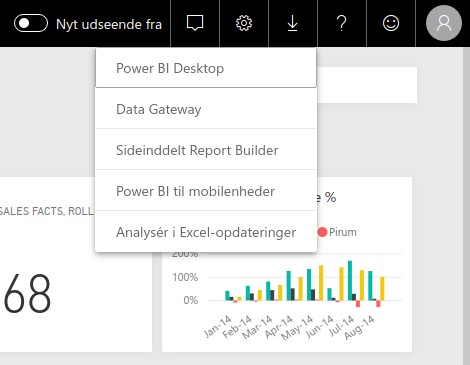 Nyt udseende fra
?
Power BI Desktop
Data Gateway
Sideinddelt Report Builder
Power BI til mobilenheder
Analysér i Excel-opdateringer
SALES FACTS, ROLL
68
e %
Pirum
200%
0%
Jan-14
Feb-14
Mar-14
Apr-14
May-14
Jun-14
Jul-14
Aug-14